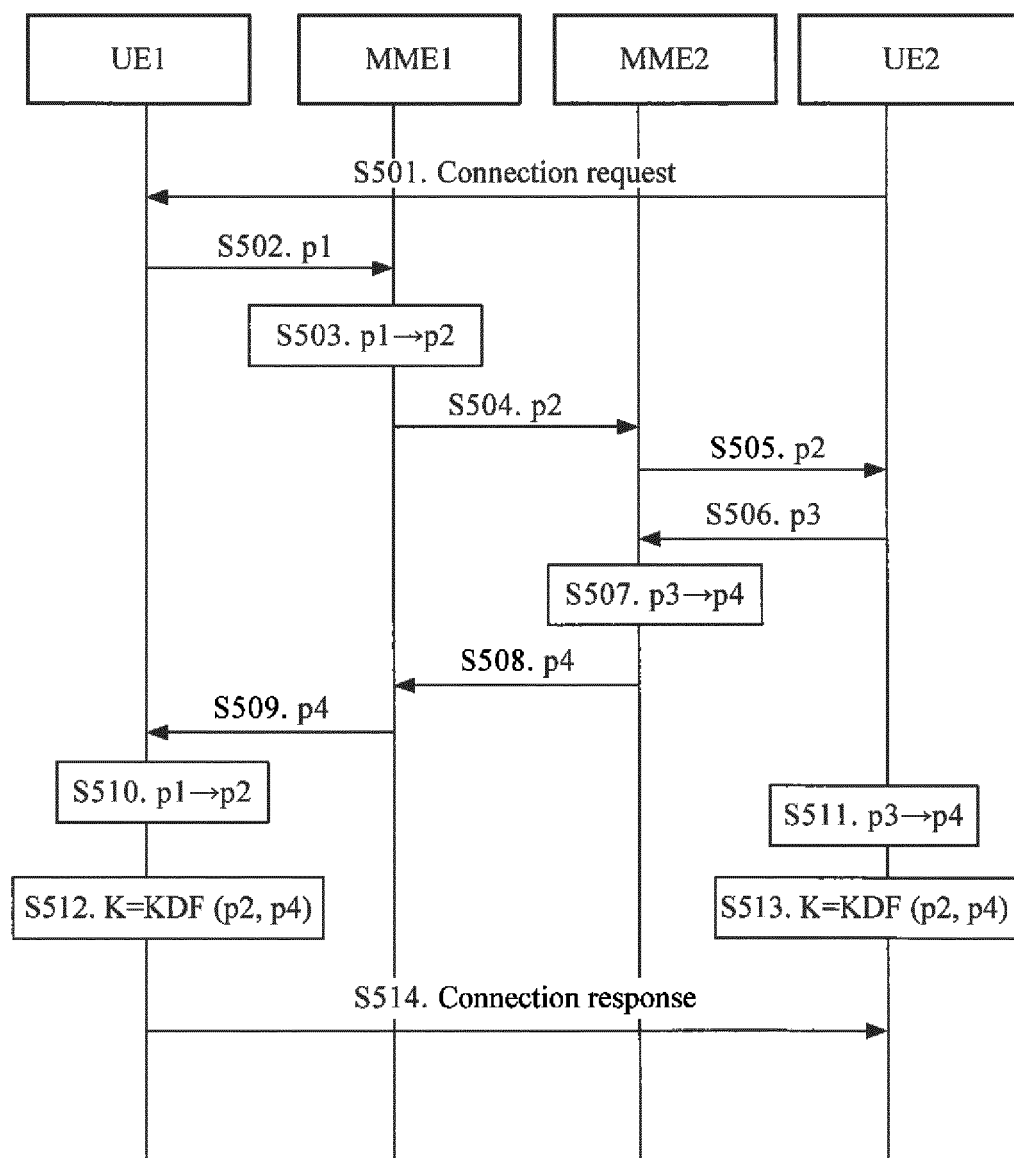 UE1
MME1
MME2
UE2
S501. Connection request
S502. p1
S503. p1→p2
S504. p2
S505. p2
S506. p3
S507. p3→p4
S508. p4
S509. p4
S510. p1→p2
S511. p3→p4
S512. K=KDF (p2, p4)
S513. K=KDF (p2, p4)
S514. Connection response